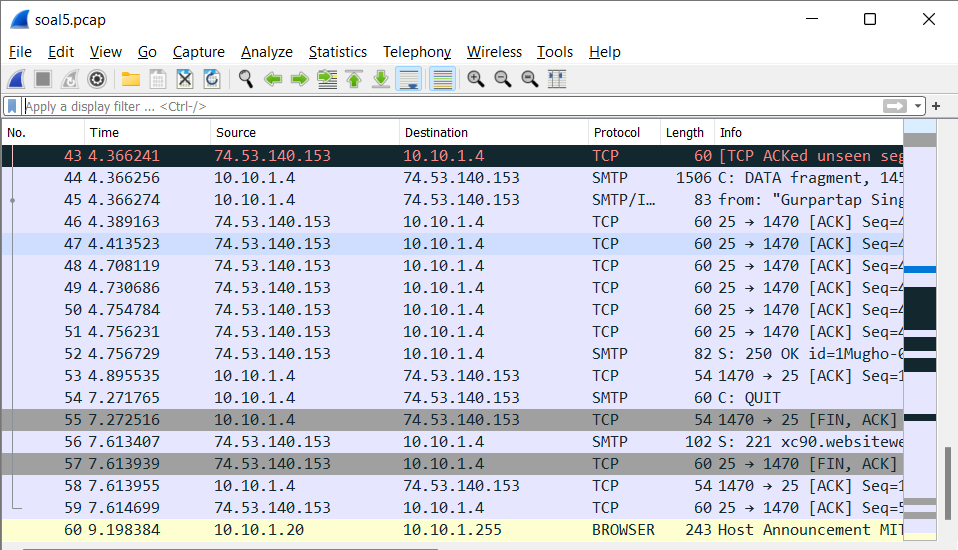 soal5.pcap
File Edit View Go Capture Analyze Statistics Telephony Wireless Tools Help
Apply a display filter ... <Ctrl-/>
No. Time Source Destination Protocol Length Info
43 4.366241 74.53.140.153 10.10.1.4 TCP 60 [TCP ACKed unseen seg
44 4.366256 10.10.1.4 74.53.140.153 SMTP 1506 C: DATA fragment, 145
45 4.366274 10.10.1.4 74.53.140.153 SMTP/I… 83 from: "Gurpartap Sing
46 4.389163 74.53.140.153 10.10.1.4 TCP 60 25 → 1470 [ACK] Seq=4
47 4.413523 74.53.140.153 10.10.1.4 TCP 60 25 → 1470 [ACK] Seq=4
48 4.708119 74.53.140.153 10.10.1.4 TCP 60 25 → 1470 [ACK] Seq=4
49 4.730686 74.53.140.153 10.10.1.4 TCP 60 25 → 1470 [ACK] Seq=4
50 4.754784 74.53.140.153 10.10.1.4 TCP 60 25 → 1470 [ACK] Seq=4
51 4.756231 74.53.140.153 10.10.1.4 TCP 60 25 → 1470 [ACK] Seq=4
52 4.756729 74.53.140.153 10.10.1.4 SMTP 82 S: 250 OK id=1Mugho-0
53 4.895535 10.10.1.4 74.53.140.153 TCP 54 1470 → 25 [ACK] Seq=1
54 7.271765 10.10.1.4 74.53.140.153 SMTP 60 C: QUIT
55 7.272516 10.10.1.4 74.53.140.153 TCP 54 1470 → 25 [FIN, ACK]
56 7.613407 74.53.140.153 10.10.1.4 SMTP 102 S: 221 xc90.websitewe
57 7.613939 74.53.140.153 10.10.1.4 TCP 60 25 → 1470 [FIN, ACK]
58 7.613955 10.10.1.4 74.53.140.153 TCP 54 1470 → 25 [ACK] Seq=1
59 7.614699 74.53.140.153 10.10.1.4 TCP 60 25 → 1470 [ACK] Seq=5
60 9.198384 10.10.1.20 10.10.1.255 BROWSER 243 Host Announcement MIT